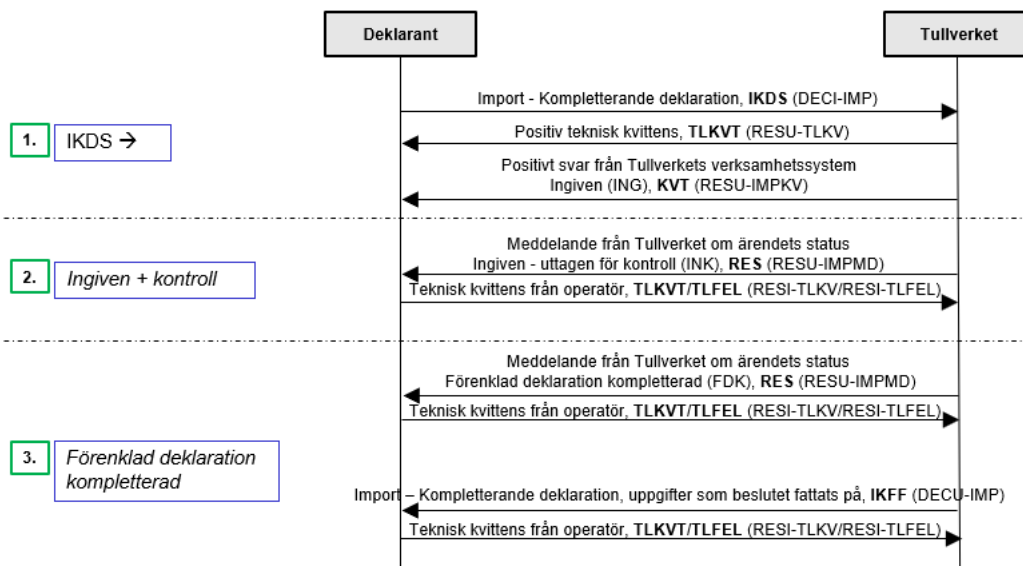 Deklarant
Tullverket
Import - Kompletterande deklaration, IKDS (DECI-IMP)
1.
IKDS →
Positiv teknisk kvittens, TLKVT (RESU-TLKV)
Positivt svar från Tullverkets verksamhetssystem
Ingiven (ING), KVT (RESU-IMPKV)
2.
Ingiven + kontroll
Meddelande från Tullverket om ärendets status
Ingiven - uttagen för kontroll (INK), RES (RESU-IMPMD)
Teknisk kvittens från operatör, TLKVT/TLFEL (RESI-TLKV/RESI-TLFEL)
Meddelande från Tullverket om ärendets status
Förenklad deklaration kompletterad (FDK), RES (RESU-IMPMD)
Teknisk kvittens från operatör, TLKVT/TLFEL (RESI-TLKV/RESI-TLFEL)
3.
Förenklad deklaration
kompletterad
Import – Kompletterande deklaration, uppgifter som beslutet fattats på, IKFF (DECU-IMP)
Teknisk kvittens från operatör, TLKVT/TLFEL (RESI-TLKV/RESI-TLFEL)